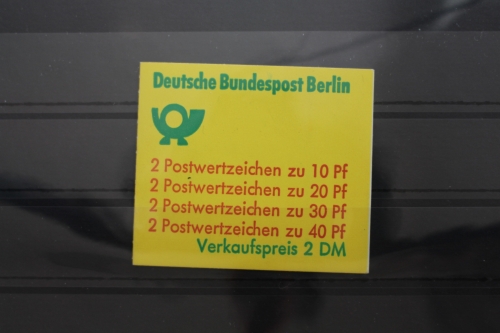 Deutsche Bundespost Berlin
2 Postwertzeichen zu 10 Pf
2 Postwertzeichen zu 20 Pf
2 Postwertzeichen zu 30 Pf
2 Postwertzeichen zu 40 Pf
Verkaufspreis 2 DM